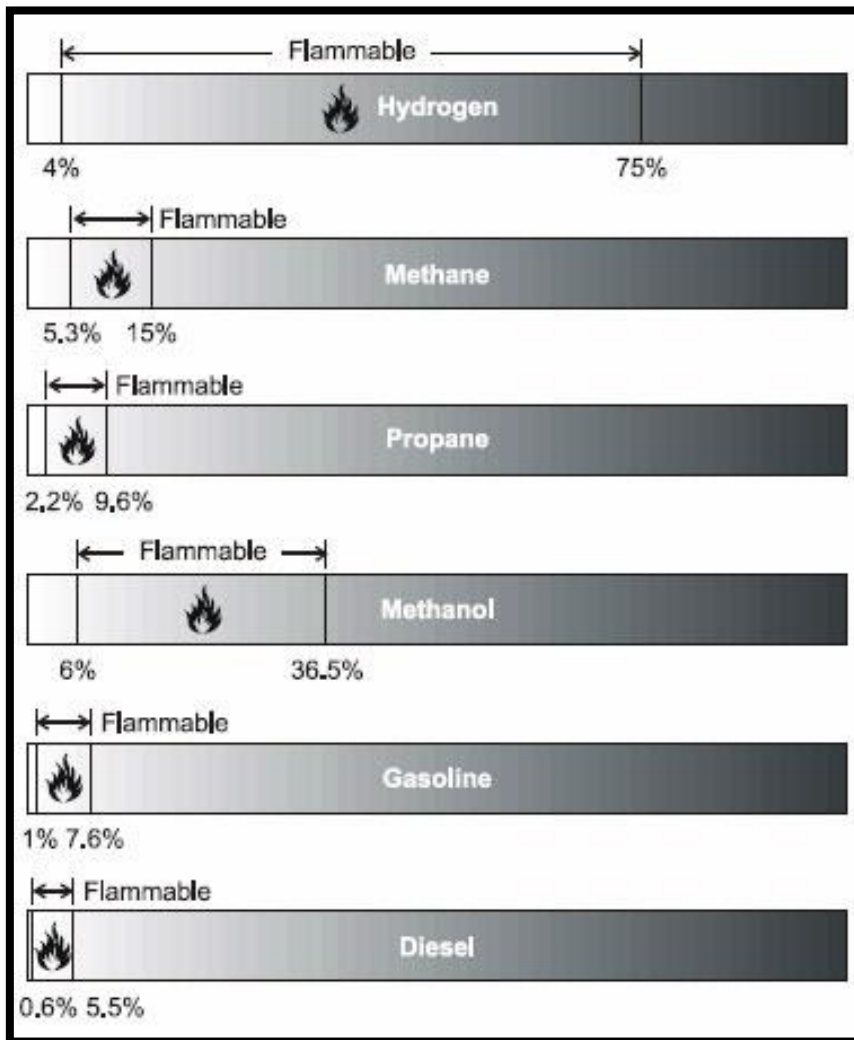 Flammable
Hydrogen
4% 75%
Flammable
Methane
5.3% 15%
Flammable
Propane
2.2% 9.6%
Flammable
Methanol
6% 36.5%
Flammable
Gasoline
1% 7.6%
Flammable
Diesel
0.6% 5.5%